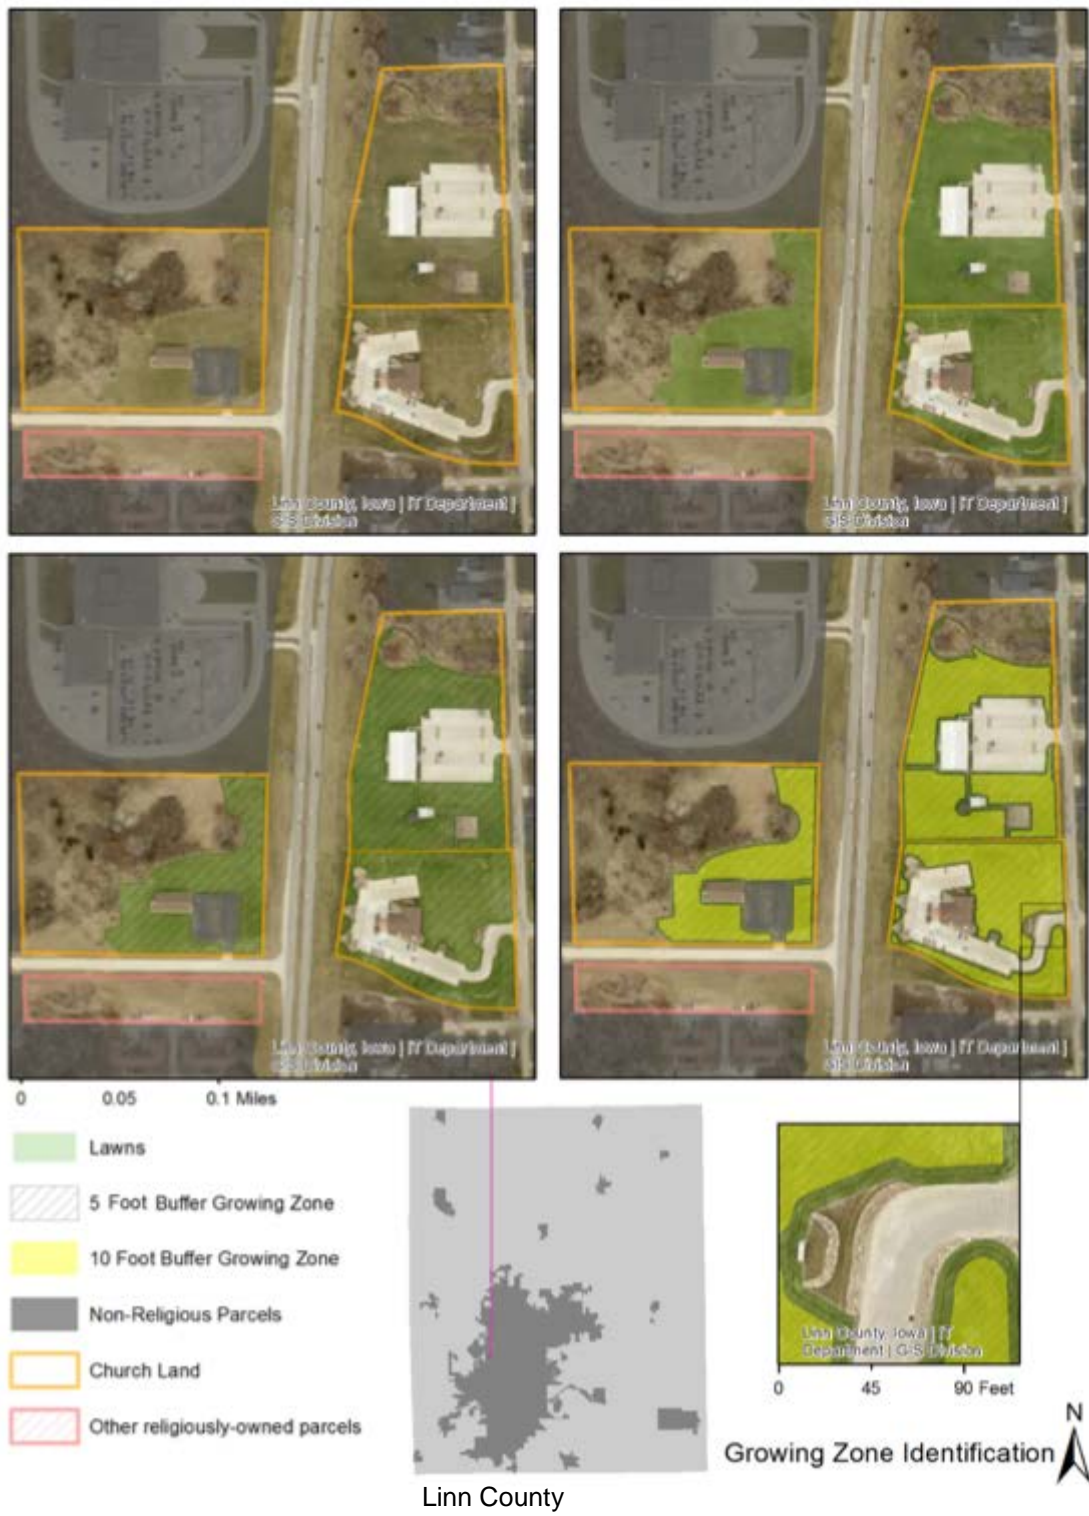 Linn County, Iowa | IT Department |
GIS Division
Linn County, Iowa | IT Department |
GIS Division
Linn County, Iowa | IT Department |
GIS Division
Linn County, Iowa | IT Department |
GIS Division
0 0.05 0.1 Miles
Lawns
5 Foot Buffer Growing Zone
10 Foot Buffer Growing Zone
Non-Religious Parcels
Church Land
Other religiously-owned parcels
Linn County
Linn County, Iowa | IT
Department | GIS Division
0 45 90 Feet
N
Growing Zone Identification